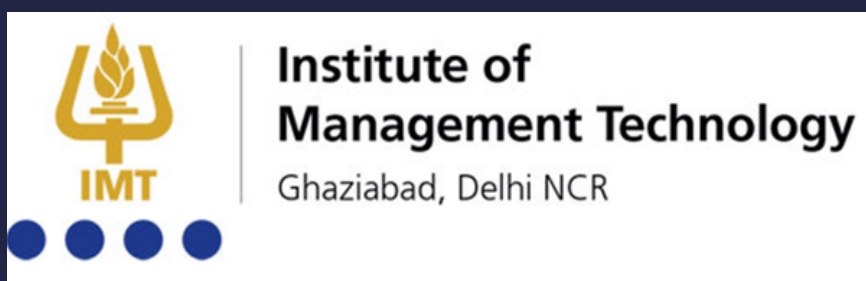 IMT
Institute of
Management Technology
Ghaziabad, Delhi NCR